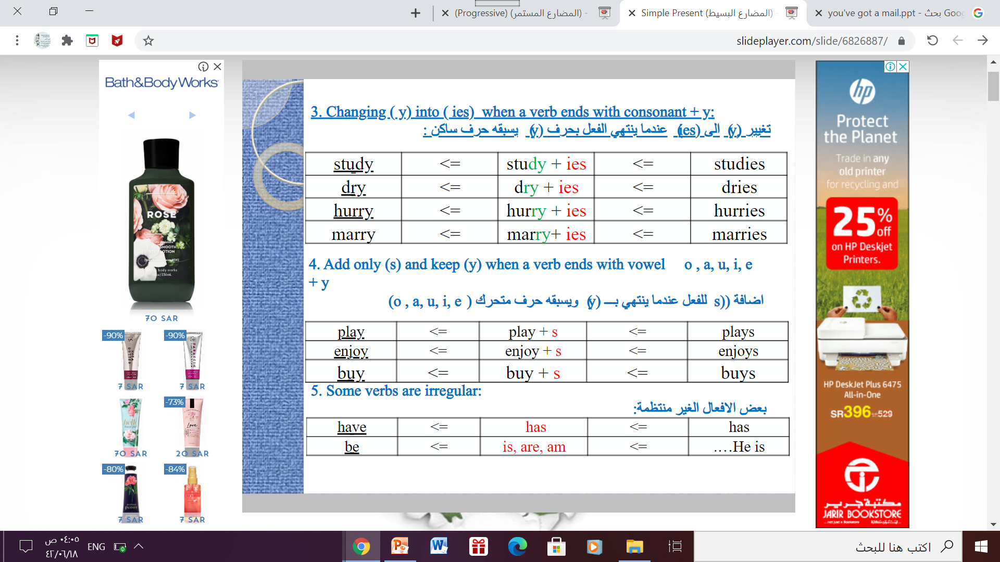 (Progressive) (المضارع المستمر) -
Simple Present (المضارع البسيط) -
you've got a mail.ppt - بحث Goo
slideplayer.com/slide/6826887/
Bath&BodyWorks
ROSE
70 SAR
-90%
-90%
7 SAR
7 SAR
-73%
hello
Love
70 SAR
20 SAR
-80%
-84%
7 SAR
7 SAR
3. Changing ( y) into ( ies) when a verb ends with consonant + y:
تغيير (y) الى (ies) عندما ينتهي الفعل بحرف (y) يسبقه حرف ساكن :
study <= study + ies <= studies
dry <= dry + ies <= dries
hurry <= hurry + ies <= hurries
marry <= marry+ ies <= marries
4. Add only (s) and keep (y) when a verb ends with vowel o , a, u, i, e
+ y
اضافة ((s للفعل عندما ينتهي بـــ (y) ويسبقه حرف متحرك ( o , a, u, i, e)
play <= play + s <= plays
enjoy <= enjoy + s <= enjoys
buy <= buy + s <= buys
5. Some verbs are irregular:
بعض الافعال الغير منتظمة:
have <= has <= has
be <= is, are, am <= ….He is
hp
Protect
the Planet
Trade in any
old printer
for recycling and
25% off
on HP Deskjet
Printers.
HP DeskJet Plus 6475
All-in-One
SR396 SR529
مكتبة جرير
JARIR BOOKSTORE
...not just a Bookstore
٠٤:٠٥ ص
٤٢/٠٦/١٨
ENG
اكتب هنا للبحث